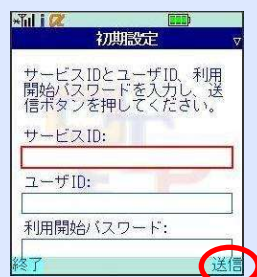 初期設定
サービスIDとユーザID、利用
開始パスワードを入力し、送
信ボタンを押してください。
サービスID:
ユーザID:
利用開始パスワード:
終了 送信